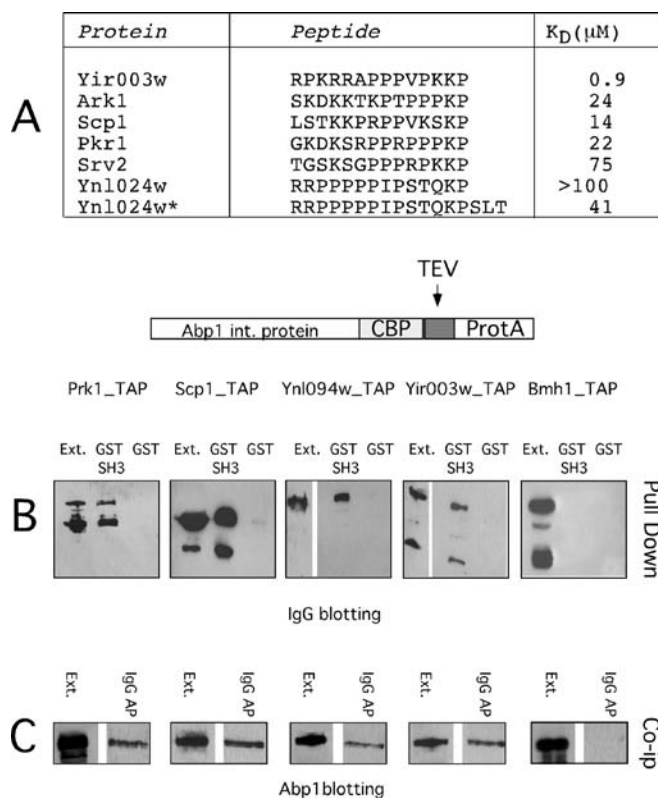 A
Protein Peptide KD(μM)
Yir003w RPKRRAPPPVPKKP 0.9
Ark1 SKDKKTKPTPPPKP 24
Scp1 LSTKKPRPPVKSKP 14
Pkr1 GKDKSRPPRPPPKP 22
Srv2 TGSKSGPPPRPKKP 75
Ynl024w RRPPPPPIPSTQKP >100
Ynl024w* RRPPPPPIPSTQKPSLT 41
TEV
Abp1 int. protein CBP ProtA
Prk1_TAP Scp1_TAP Ynl094w_TAP Yir003w_TAP Bmh1_TAP
Ext. GST GST Ext. GST GST Ext. GST GST Ext. GST GST Ext. GST GST
SH3 SH3 SH3 SH3 SH3
B
Pull Down
IgG blotting
Ext. IgG AP Ext. IgG AP Ext. IgG AP Ext. IgG AP Ext. IgG AP
C
Co-ip
Abp1blotting